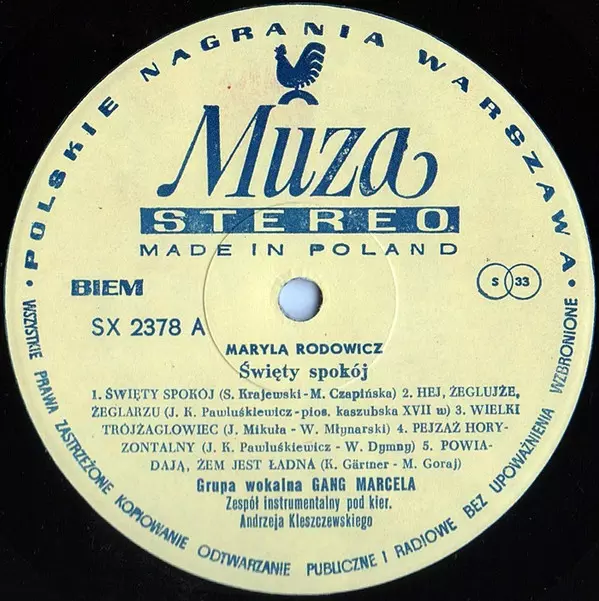 • POLSKIE NAGRANIA WARSZAWA •
Muza
STEREO
MADE IN POLAND
BIEM
S 33
SX 2378 A
MARYLA RODOWICZ
Święty spokój
1. ŚWIĘTY SPOKÓJ (S. Krajewski - M. Czapińska) 2. HEJ, ŻEGLUJŻE,
ŻEGLARZU (J. K. Pawluśkiewicz - pios. kaszubska XVII w) 3. WIELKI
TRÓJŻAGLOWIEC (J. Mikuła - W. Młynarski) 4. PEJZAŻ HORY-
ZONTALNY (J. K. Pawluśkiewicz - W. Dymny) 5. POWIA-
DAJĄ, ŻEM JEST ŁADNA (K. Gärtner - M. Goraj)
Grupa wokalna GANG MARCELA
Zespół instrumentalny pod kier.
Andrzeja Kleszczewskiego
WSZYSTKIE PRAWA ZASTRZEŻONE KOPIOWANIE ODTWARZANIE PUBLICZNE I RADIOWE BEZ UPOWAŻNIENIA WZBRONIONE